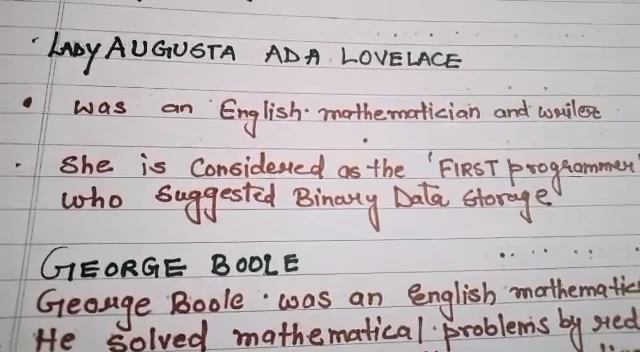 LADY AUGUSTA ADA LOVELACE
• was an English mathematician and writer
• She is Considered as the 'FIRST programmer'
who Suggested Binary Data Storage
GEORGE BOOLE
George Boole was an English
He solved mathematical problems by